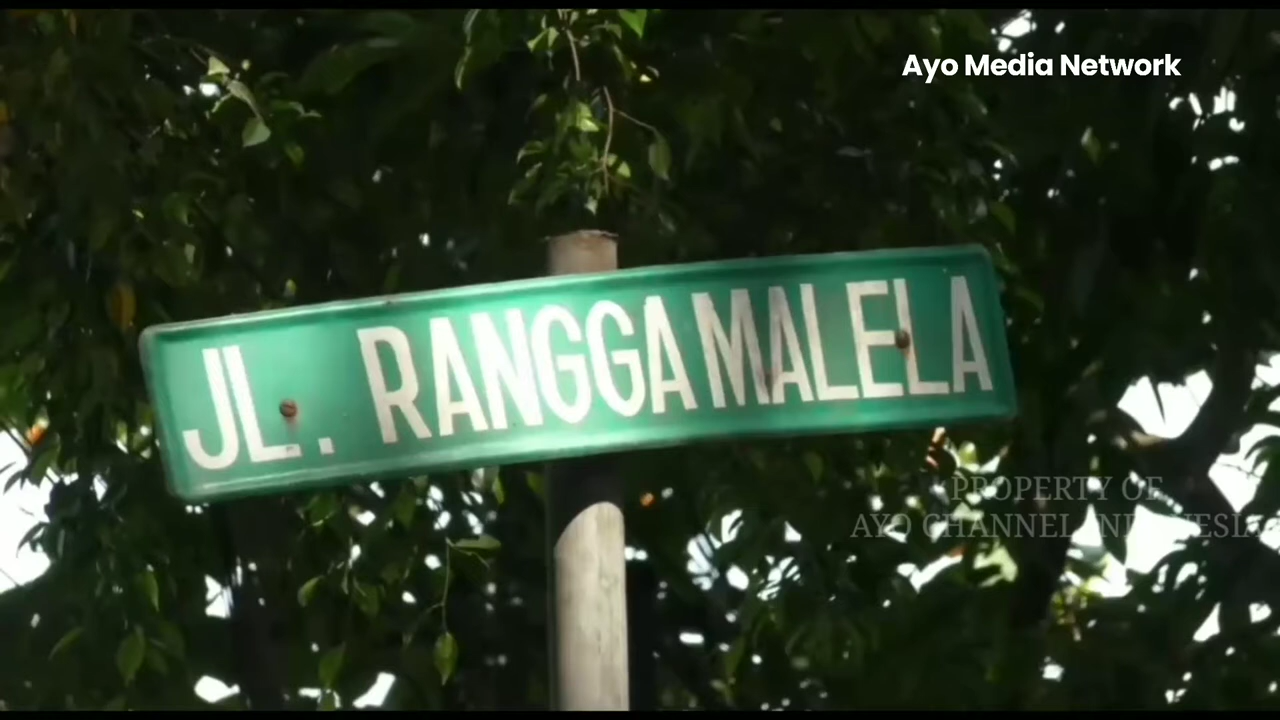 Ayo Media Network
JL. RANGGAMALELA
PROPERTY OF
AYO CHANNEL INDONESIA